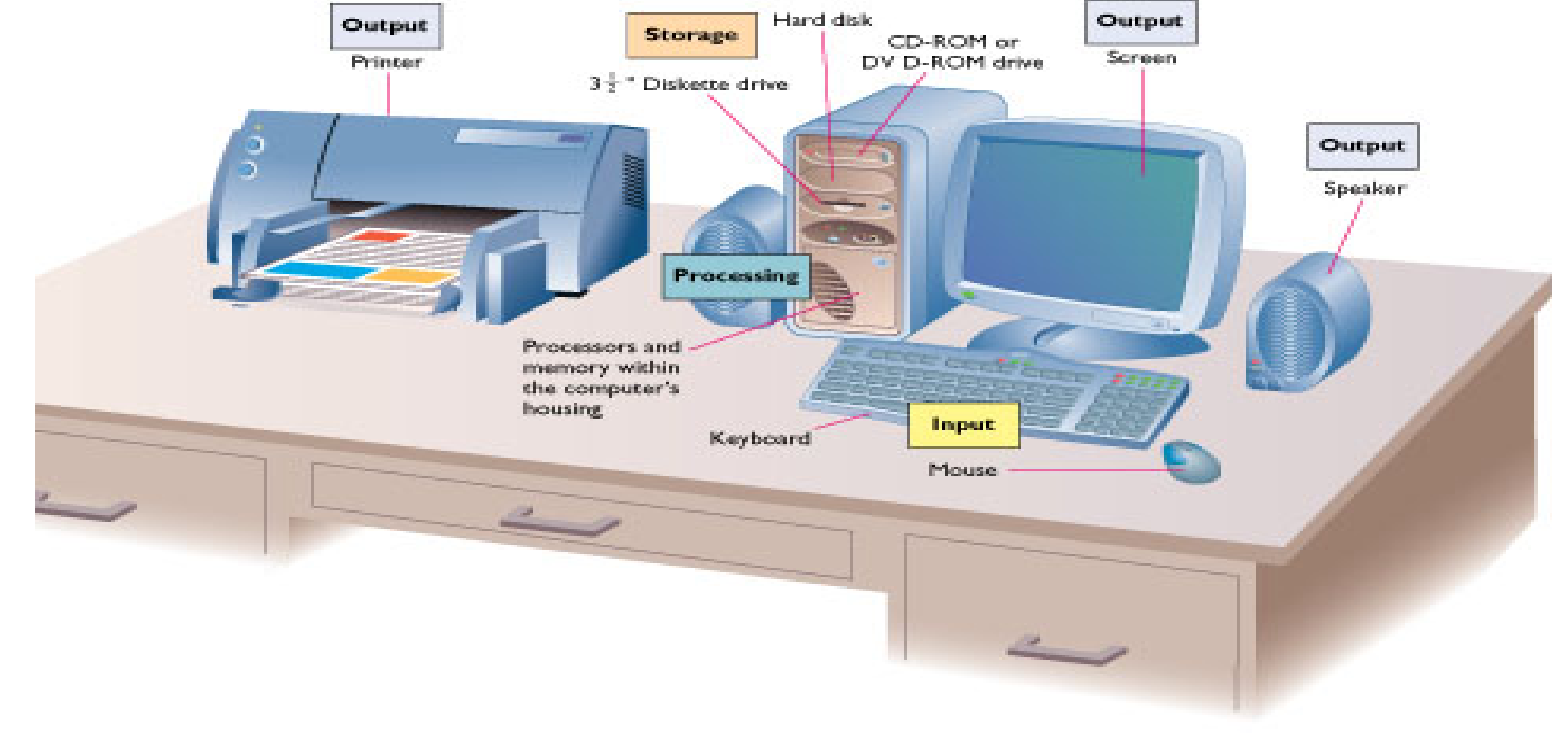 Output
Printer
Storage
Hard disk
CD-ROM or
DV D-ROM drive
3 1/2 " Diskette drive
Output
Screen
Output
Speaker
Processing
Processors and
memory within
the computer's
housing
Keyboard
Input
Mouse